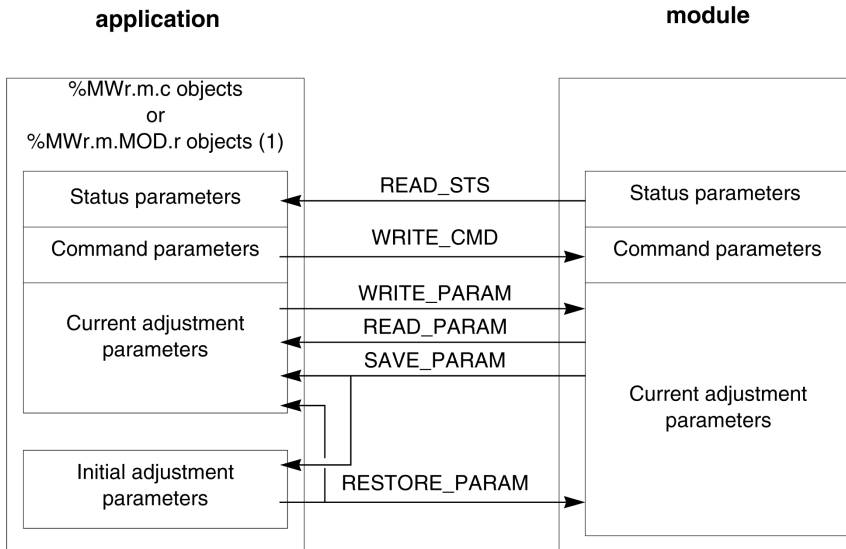 application
module
%MWr.m.c objects
or
%MWr.m.MOD.r objects (1)
Status parameters
READ_STS
Status parameters
Command parameters
WRITE_CMD
Command parameters
WRITE_PARAM
Current adjustment
parameters
READ_PARAM
SAVE_PARAM
Current adjustment
parameters
Initial adjustment
parameters
RESTORE_PARAM